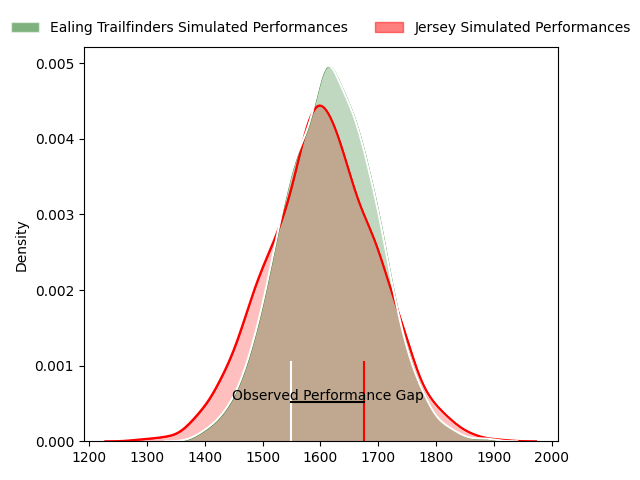 Ealing Trailfinders Simulated Performances
Jersey Simulated Performances
0.005
0.004
0.003
0.002
0.001
0.000
Density
Observed Performance Gap
1200 1300 1400 1500 1600 1700 1800 1900 2000